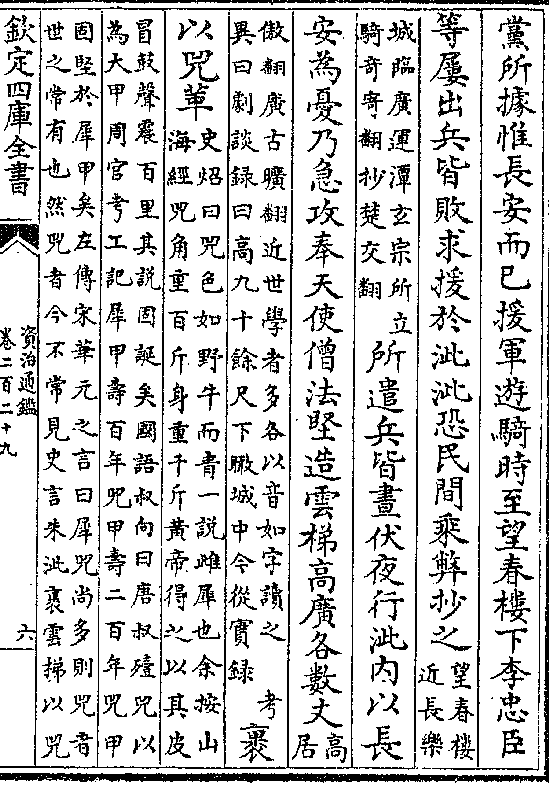 黨所據惟長安而已援軍遊騎時至望春樓下李忠臣
等屢出兵皆敗求援於泚泚恐民間乘弊抄之
望春樓
近長樂
城臨廣運潭玄宗所立
騎奇寄翻抄楚交翻
所遣兵皆晝伏夜行泚内以長
安為憂乃急攻奉天使僧法堅造雲梯高廣各數丈
高
居
傲翻廣古曠翻近世學者多各以音如字讀之 考
異曰劇談録曰高九十餘尺下瞰城中今從實録
裹
以兕革
史炤曰兕色如野牛而青一説雌犀也余按山
海經兕角重百斤身重千斤黄帝得之以其皮
冒鼓聲震百里其説固誕矣國語叔向曰唐叔殪兕以
為大甲周官考工記犀甲壽百年兕甲壽二百年兕甲
固堅於犀甲矣左傳宋華元之言曰犀兕尚多則兕者
世之常有也然兕者今不常見史言朱泚裹雲梯以兕
欽定四庫全書
資治通鑑
卷二百二十九
六